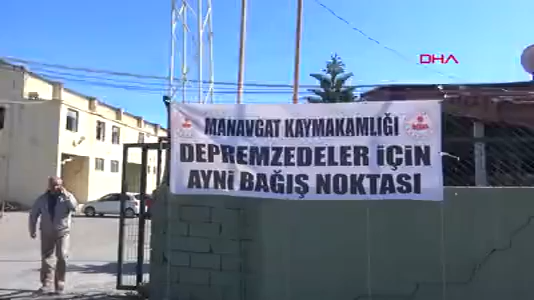 DHA
MANAVGAT KAYMAKAMLIĞI
DEPREMZEDELER İÇİN
AYNİ BAĞIŞ NOKTASI